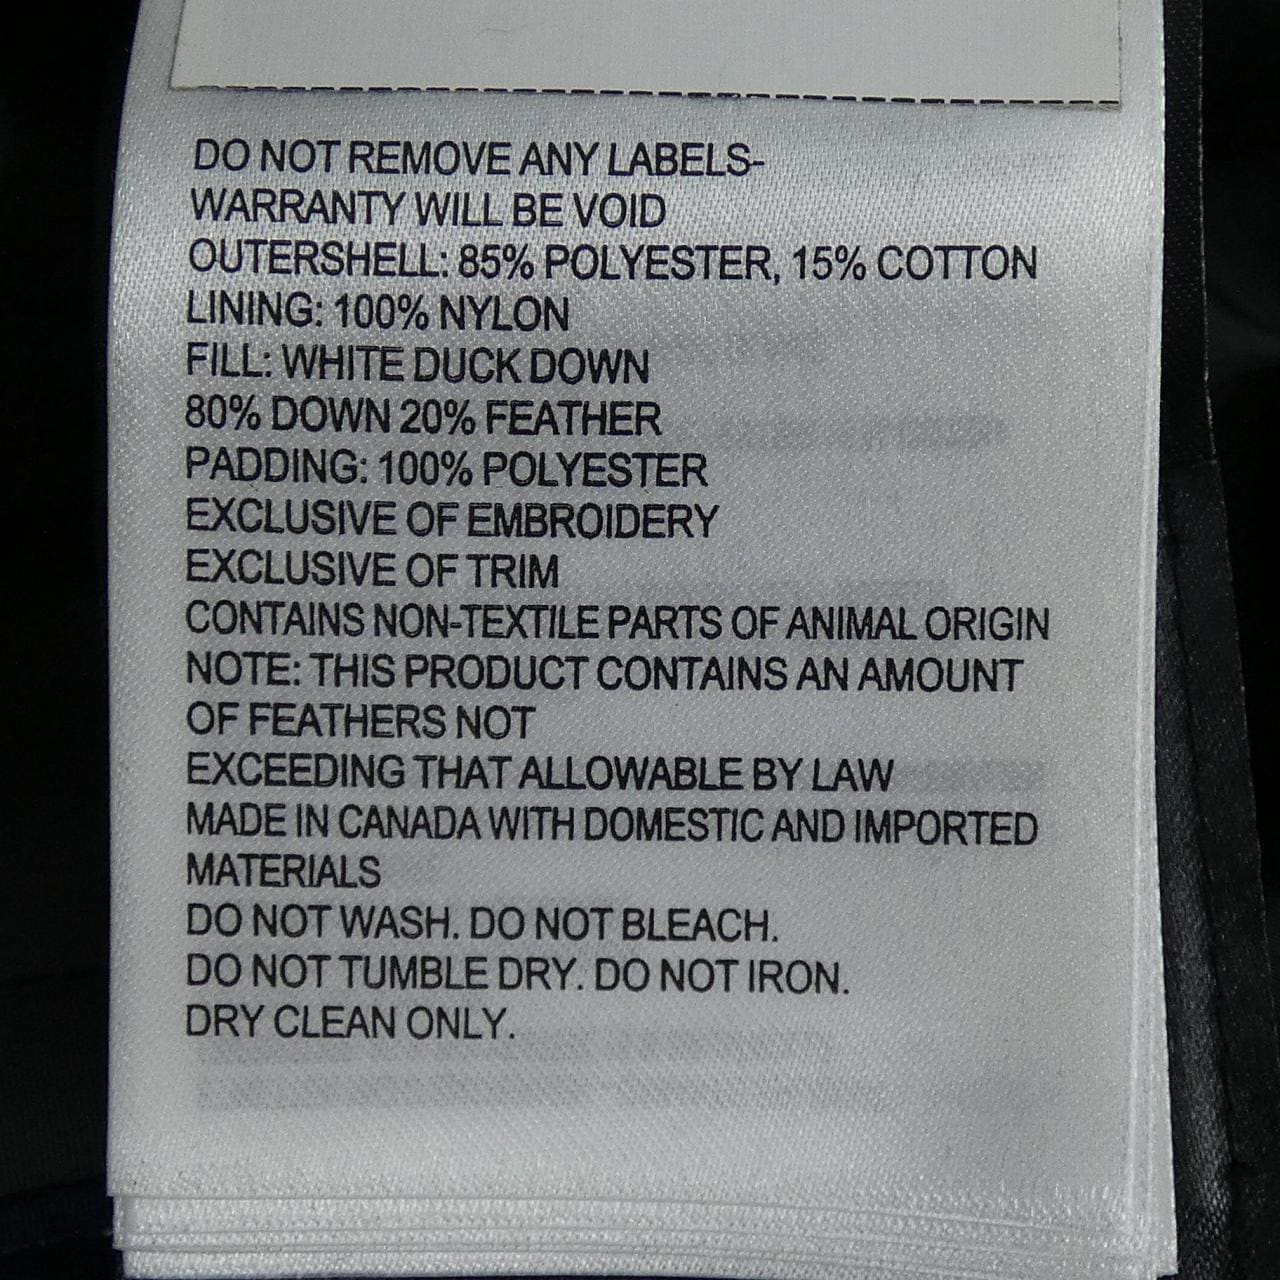 DO NOT REMOVE ANY LABELS-
WARRANTY WILL BE VOID
OUTERSHELL: 85% POLYESTER, 15% COTTON
LINING: 100% NYLON
FILL: WHITE DUCK DOWN
80% DOWN 20% FEATHER
PADDING: 100% POLYESTER
EXCLUSIVE OF EMBROIDERY
EXCLUSIVE OF TRIM
CONTAINS NON-TEXTILE PARTS OF ANIMAL ORIGIN
NOTE: THIS PRODUCT CONTAINS AN AMOUNT
OF FEATHERS NOT
EXCEEDING THAT ALLOWABLE BY LAW
MADE IN CANADA WITH DOMESTIC AND IMPORTED
MATERIALS
DO NOT WASH. DO NOT BLEACH.
DO NOT TUMBLE DRY. DO NOT IRON.
DRY CLEAN ONLY.